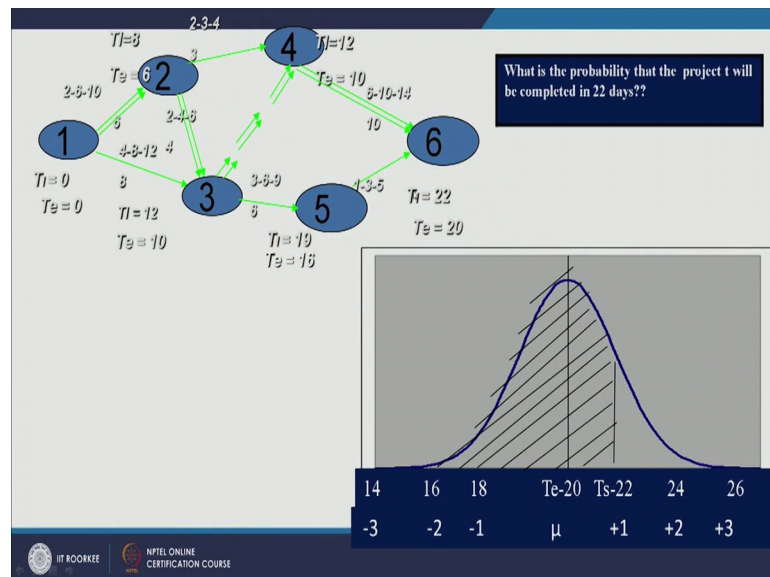 2-3-4
Tl=8
4
Tl=12
3
Te = 6
2
Te = 10
What is the probability that the project t will
be completed in 22 days??
2-6-10
6-10-14
6
2-4-6
10
1
4-8-12
4
6
3-6-9
1-3-5
Tl = 0
8
3
6
5
Tl = 22
Te = 0
Tl = 12
Te = 20
Te = 10
Tl = 19
Te = 16
14 16 18 Te-20 Ts-22 24 26
-3 -2 -1 μ +1 +2 +3
IIT ROORKEE
NPTEL ONLINE
CERTIFICATION COURSE